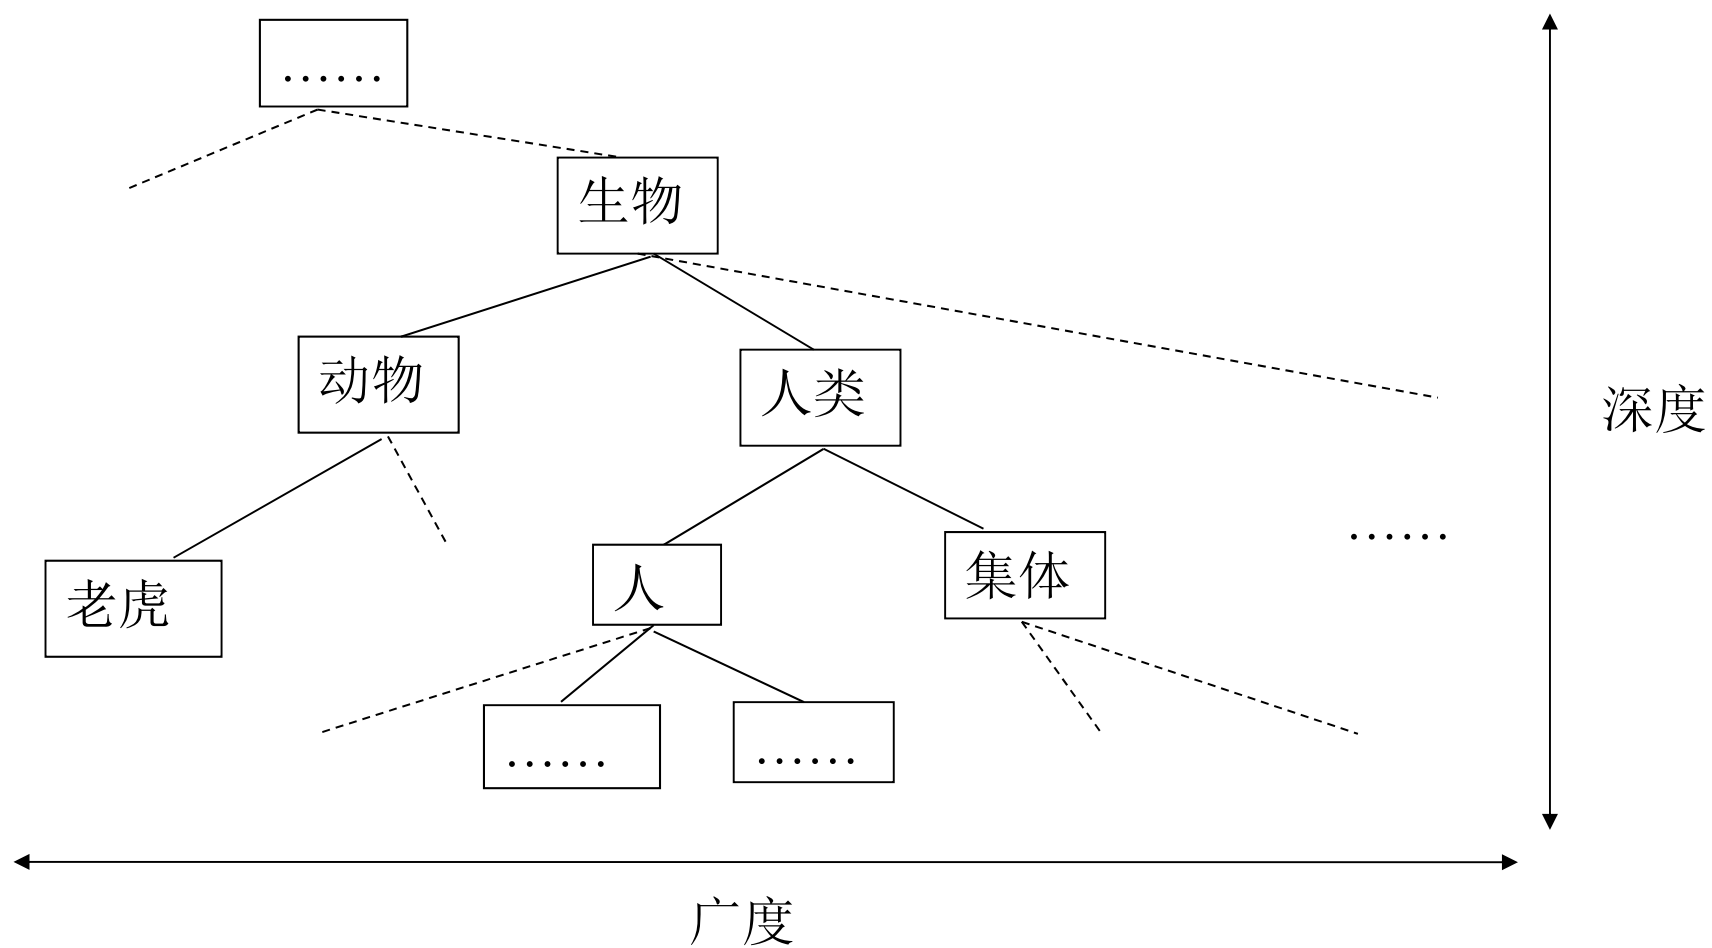 ……
生物
动物
人类
深度
老虎
人
集体
……
……
……
广度